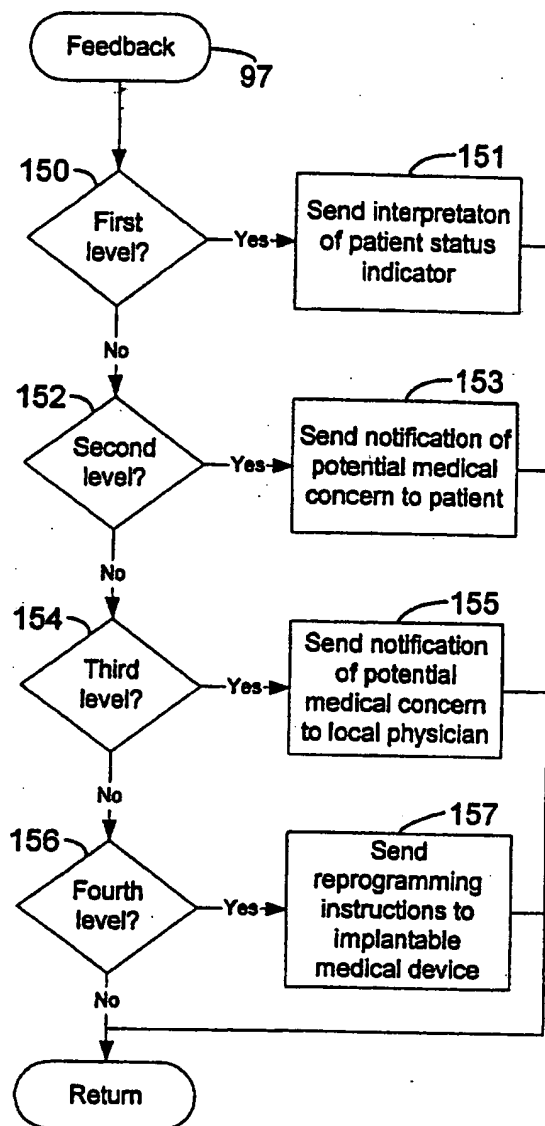 Feedback
97
150
151
First
level?
Yes
Send interpretaton
of patient status
indicator
No
152
153
Second
level?
Yes
Send notification of
potential medical
concern to patient
No
154
155
Third
level?
Yes
Send notification
of potential
medical concern
to local physician
No
156
157
Fourth
level?
Yes
Send
reprogramming
instructions to
implantable
medical device
No
Return